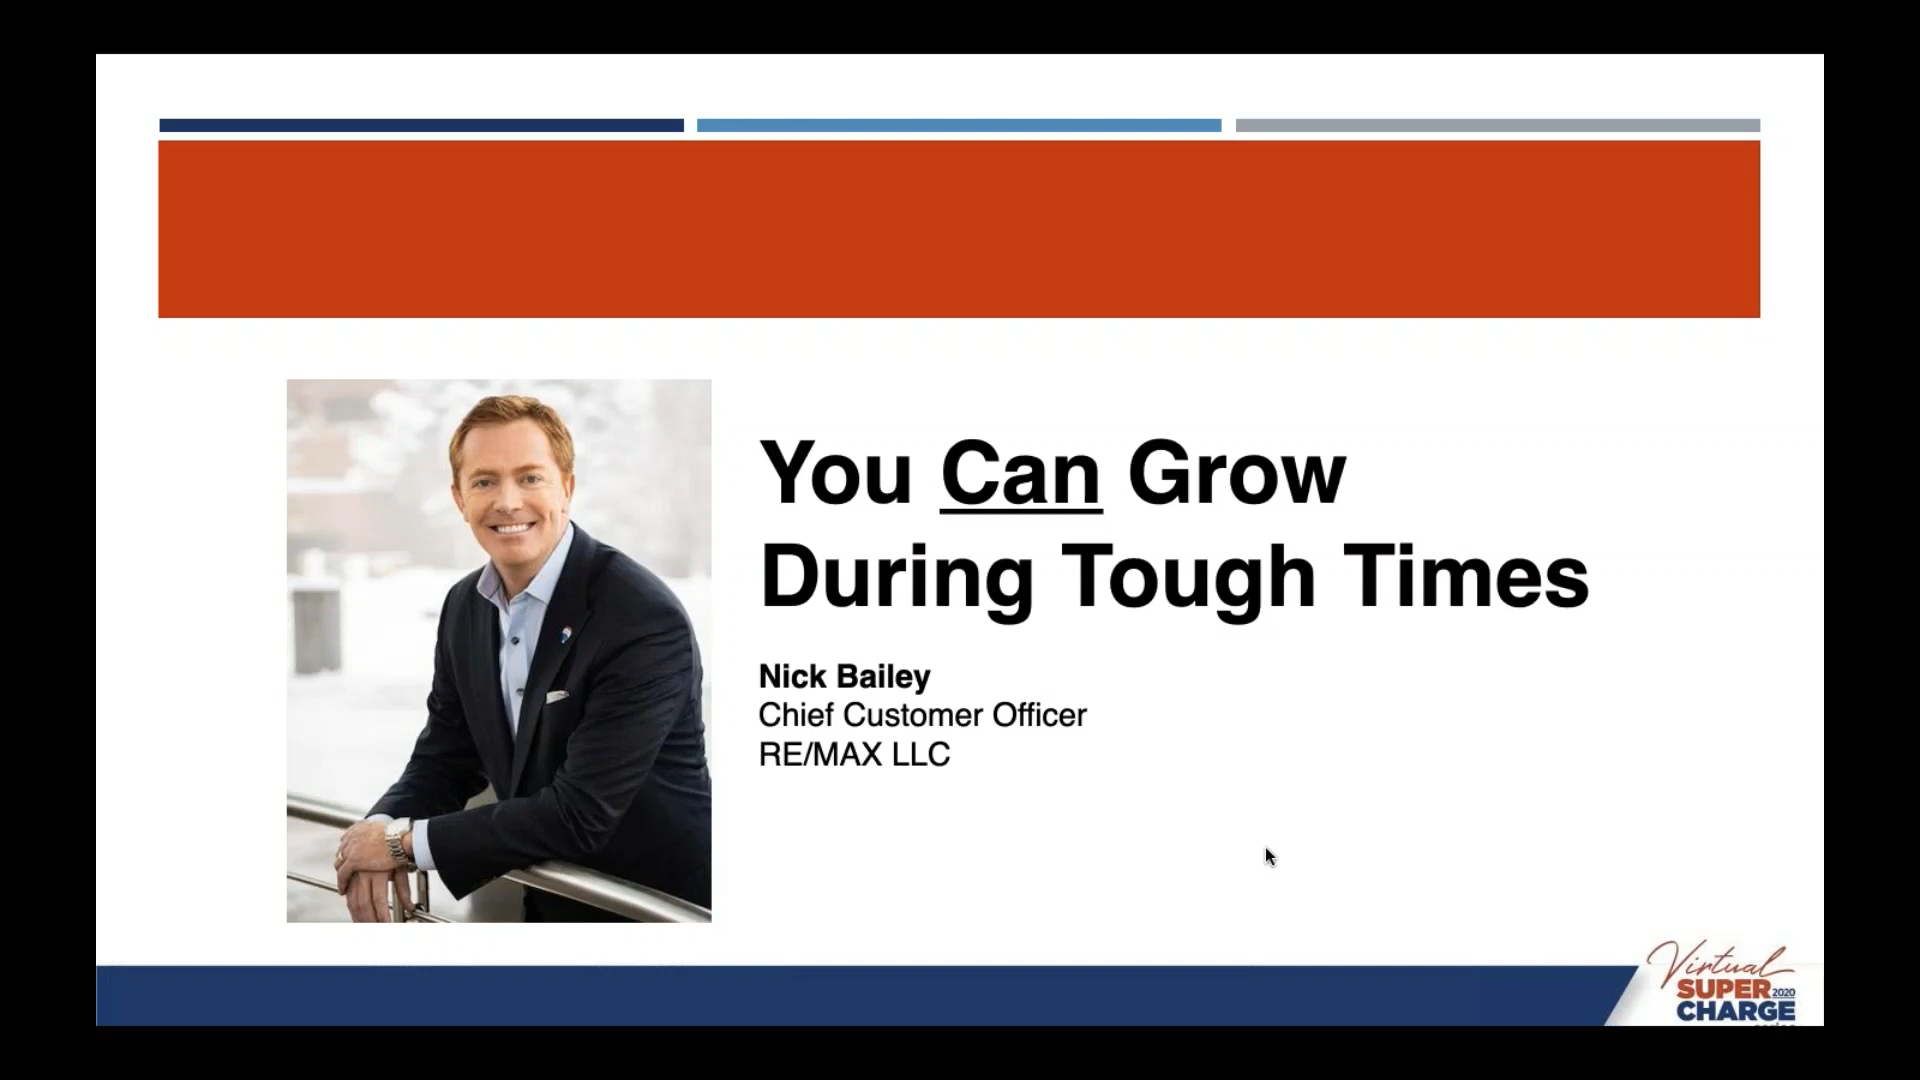 You Can Grow
During Tough Times
Nick Bailey
Chief Customer Officer
RE/MAX LLC
Virtual
SUPER 2020
CHARGE